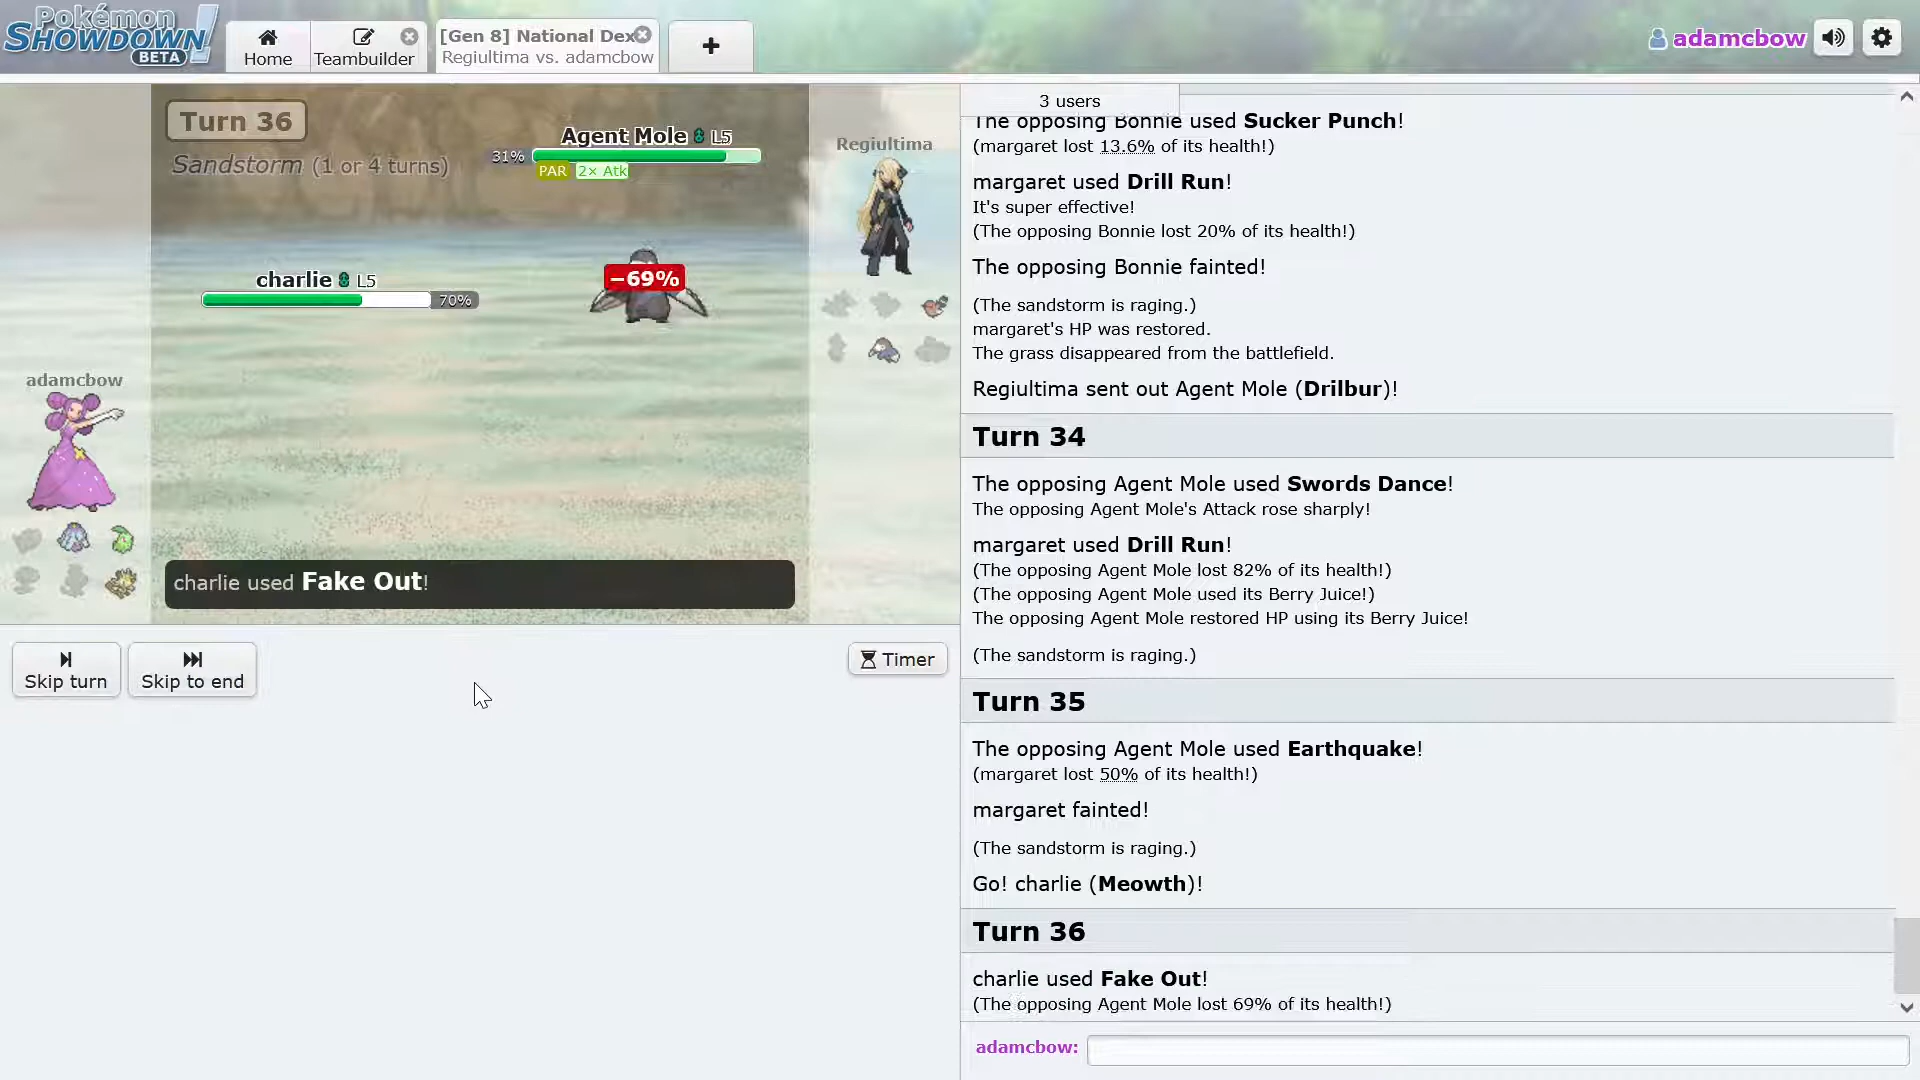 Pokémon
SHOWDOWN!
BETA
Home
Teambuilder
[Gen 8] National Dex
Regiultima vs. adamcbow
adamcbow
Turn 36
Sandstorm (1 or 4 turns)
Agent Mole L5
31%
PAR 2× Atk
Regiultima
charlie L5
70%
−69%
adamcbow
charlie used Fake Out!
Skip turn
Skip to end
Timer
3 users
The opposing Bonnie used Sucker Punch!
(margaret lost 13.6% of its health!)
margaret used Drill Run!
It's super effective!
(The opposing Bonnie lost 20% of its health!)
The opposing Bonnie fainted!
(The sandstorm is raging.)
margaret's HP was restored.
The grass disappeared from the battlefield.
Regiultima sent out Agent Mole (Drilbur)!
Turn 34
The opposing Agent Mole used Swords Dance!
The opposing Agent Mole's Attack rose sharply!
margaret used Drill Run!
(The opposing Agent Mole lost 82% of its health!)
(The opposing Agent Mole used its Berry Juice!)
The opposing Agent Mole restored HP using its Berry Juice!
(The sandstorm is raging.)
Turn 35
The opposing Agent Mole used Earthquake!
(margaret lost 50% of its health!)
margaret fainted!
(The sandstorm is raging.)
Go! charlie (Meowth)!
Turn 36
charlie used Fake Out!
(The opposing Agent Mole lost 69% of its health!)
adamcbow: